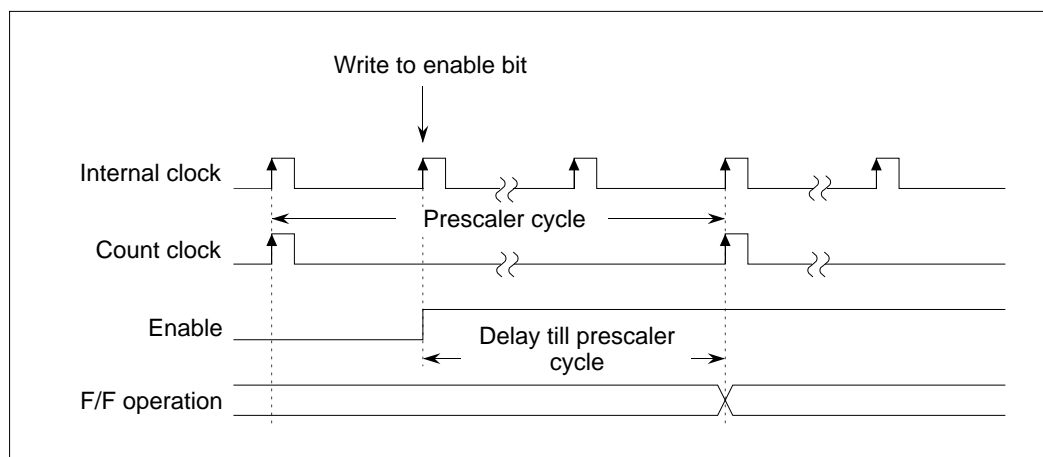 Write to enable bit
Internal clock
Prescaler cycle
Count clock
Enable
Delay till prescaler
cycle
F/F operation